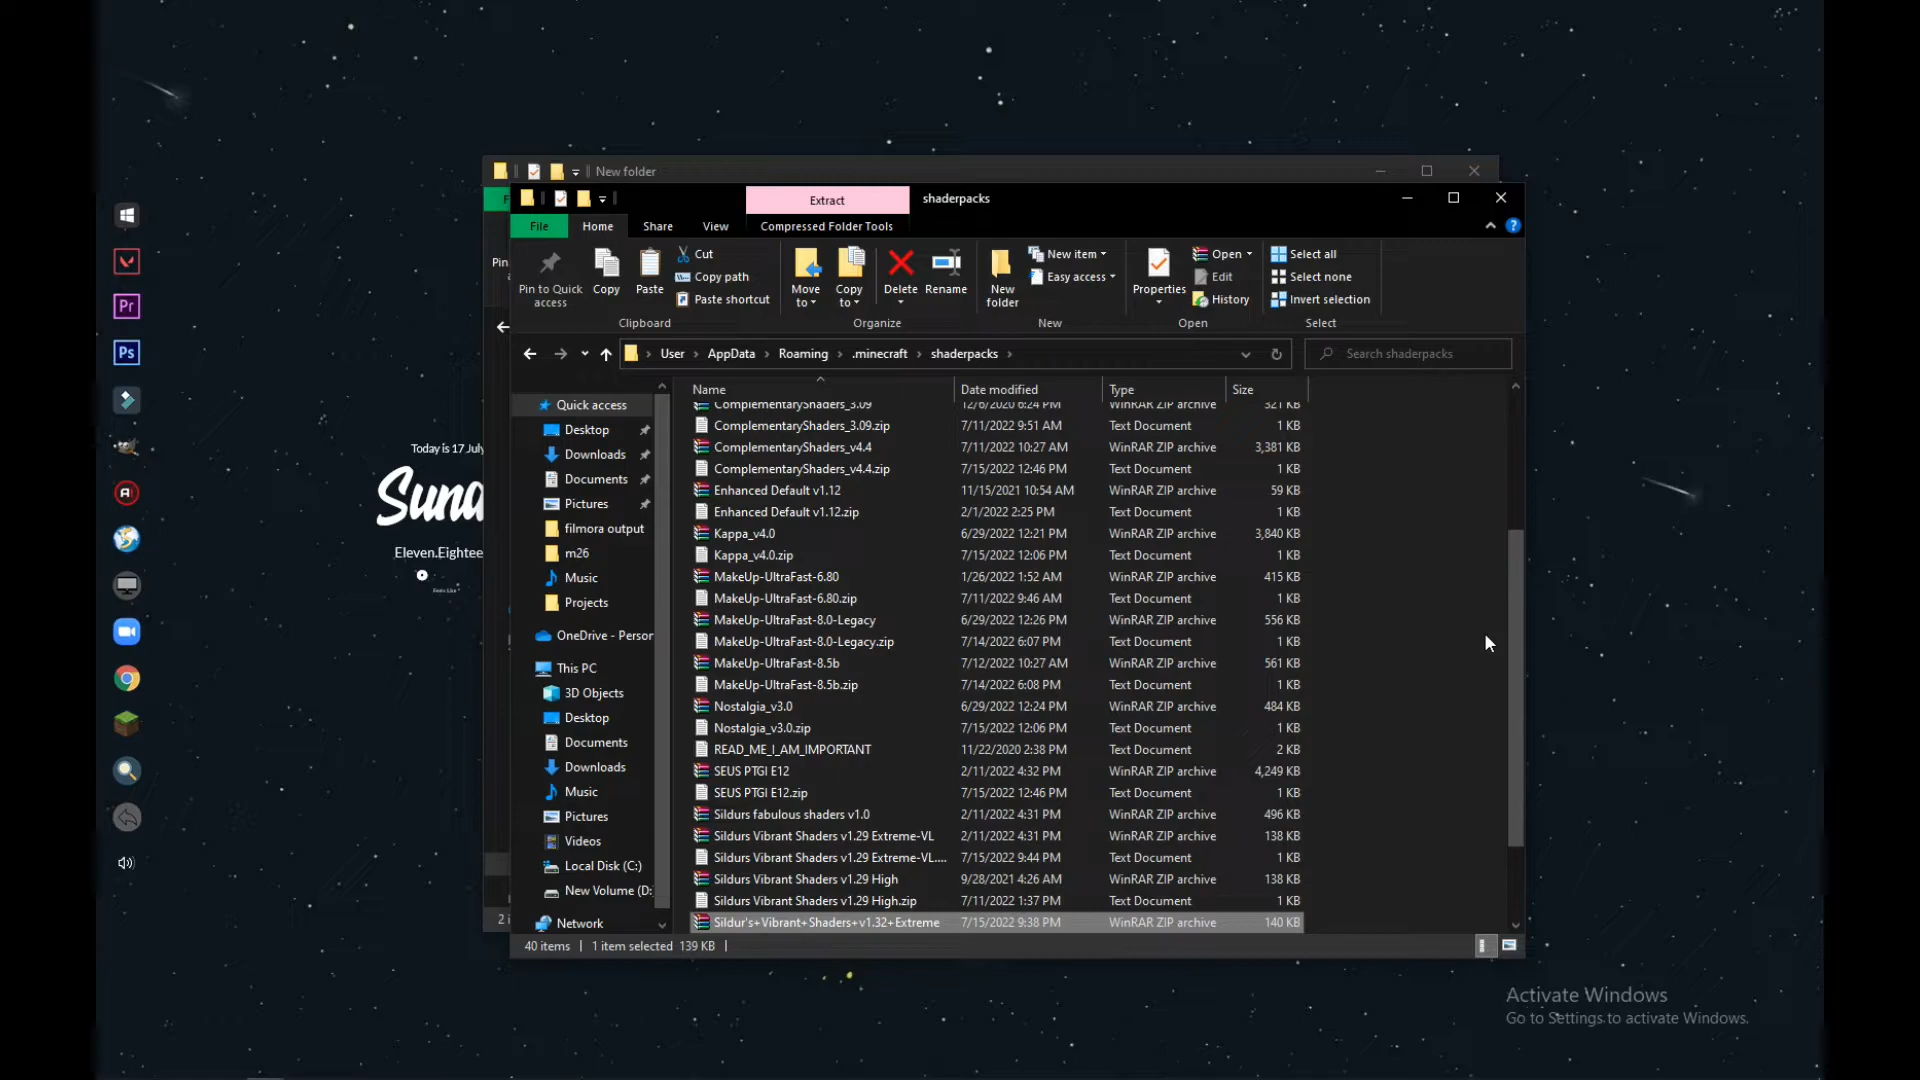 New folder
Extract
shaderpacks
File
Home
Share
View
Compressed Folder Tools
Pin
Pin to Quick access
Copy
Paste
Cut
Copy path
Paste shortcut
Clipboard
Move to
Copy to
Delete
Rename
Organize
New folder
New item
Easy access
New
Properties
Open
Edit
History
Open
Select all
Select none
Invert selection
Select
User
AppData
Roaming
.minecraft
shaderpacks
Search shaderpacks
Name Date modified Type Size
ComplementaryShaders_3.09 12/6/2020 6:24 PM WinRAR ZIP archive 321 KB
ComplementaryShaders_3.09.zip 7/11/2022 9:51 AM Text Document 1 KB
ComplementaryShaders_v4.4 7/11/2022 10:27 AM WinRAR ZIP archive 3,381 KB
ComplementaryShaders_v4.4.zip 7/15/2022 12:46 PM Text Document 1 KB
Enhanced Default v1.12 11/15/2021 10:54 AM WinRAR ZIP archive 59 KB
Enhanced Default v1.12.zip 2/1/2022 2:25 PM Text Document 1 KB
Kappa_v4.0 6/29/2022 12:21 PM WinRAR ZIP archive 3,840 KB
Kappa_v4.0.zip 7/15/2022 12:06 PM Text Document 1 KB
MakeUp-UltraFast-6.80 1/26/2022 1:52 AM WinRAR ZIP archive 415 KB
MakeUp-UltraFast-6.80.zip 7/11/2022 9:46 AM Text Document 1 KB
MakeUp-UltraFast-8.0-Legacy 6/29/2022 12:26 PM WinRAR ZIP archive 556 KB
MakeUp-UltraFast-8.0-Legacy.zip 7/14/2022 6:07 PM Text Document 1 KB
MakeUp-UltraFast-8.5b 7/12/2022 10:27 AM WinRAR ZIP archive 561 KB
MakeUp-UltraFast-8.5b.zip 7/14/2022 6:08 PM Text Document 1 KB
Nostalgia_v3.0 6/29/2022 12:24 PM WinRAR ZIP archive 484 KB
Nostalgia_v3.0.zip 7/15/2022 12:06 PM Text Document 1 KB
READ_ME_I_AM_IMPORTANT 11/22/2020 2:38 PM Text Document 2 KB
SEUS PTGI E12 2/11/2022 4:32 PM WinRAR ZIP archive 4,249 KB
SEUS PTGI E12.zip 7/15/2022 12:46 PM Text Document 1 KB
Sildurs fabulous shaders v1.0 2/11/2022 4:31 PM WinRAR ZIP archive 496 KB
Sildurs Vibrant Shaders v1.29 Extreme-VL 2/11/2022 4:31 PM WinRAR ZIP archive 138 KB
Sildurs Vibrant Shaders v1.29 Extreme-VL.... 7/15/2022 9:44 PM Text Document 1 KB
Sildurs Vibrant Shaders v1.29 High 9/28/2021 4:26 AM WinRAR ZIP archive 138 KB
Sildurs Vibrant Shaders v1.29 High.zip 7/11/2022 1:37 PM Text Document 1 KB
Sildur's+Vibrant+Shaders+v1.32+Extreme 7/15/2022 9:38 PM WinRAR ZIP archive 140 KB
Quick access
Desktop
Downloads
Documents
Pictures
filmora output
m26
Music
Projects
OneDrive - Person
This PC
3D Objects
Desktop
Documents
Downloads
Music
Pictures
Videos
Local Disk (C:)
New Volume (D:
Network
40 items
1 item selected 139 KB
Today is 17 July
Sund
Eleven.Eightee
Pr
Ps
Activate Windows
Go to Settings to activate Windows.